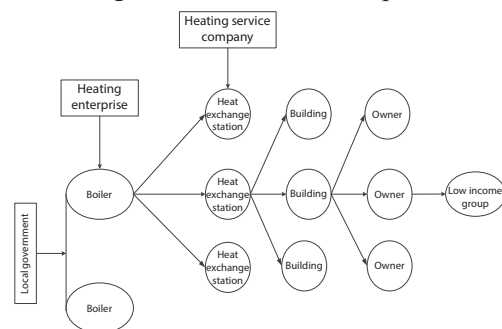 Heating service
company
Heating
enterprise
Heat
exchange
station
Building
Owner
Boiler
Heat
exchange
station
Building
Owner
Low income
group
Local government
Heat
exchange
station
Building
Owner
Boiler